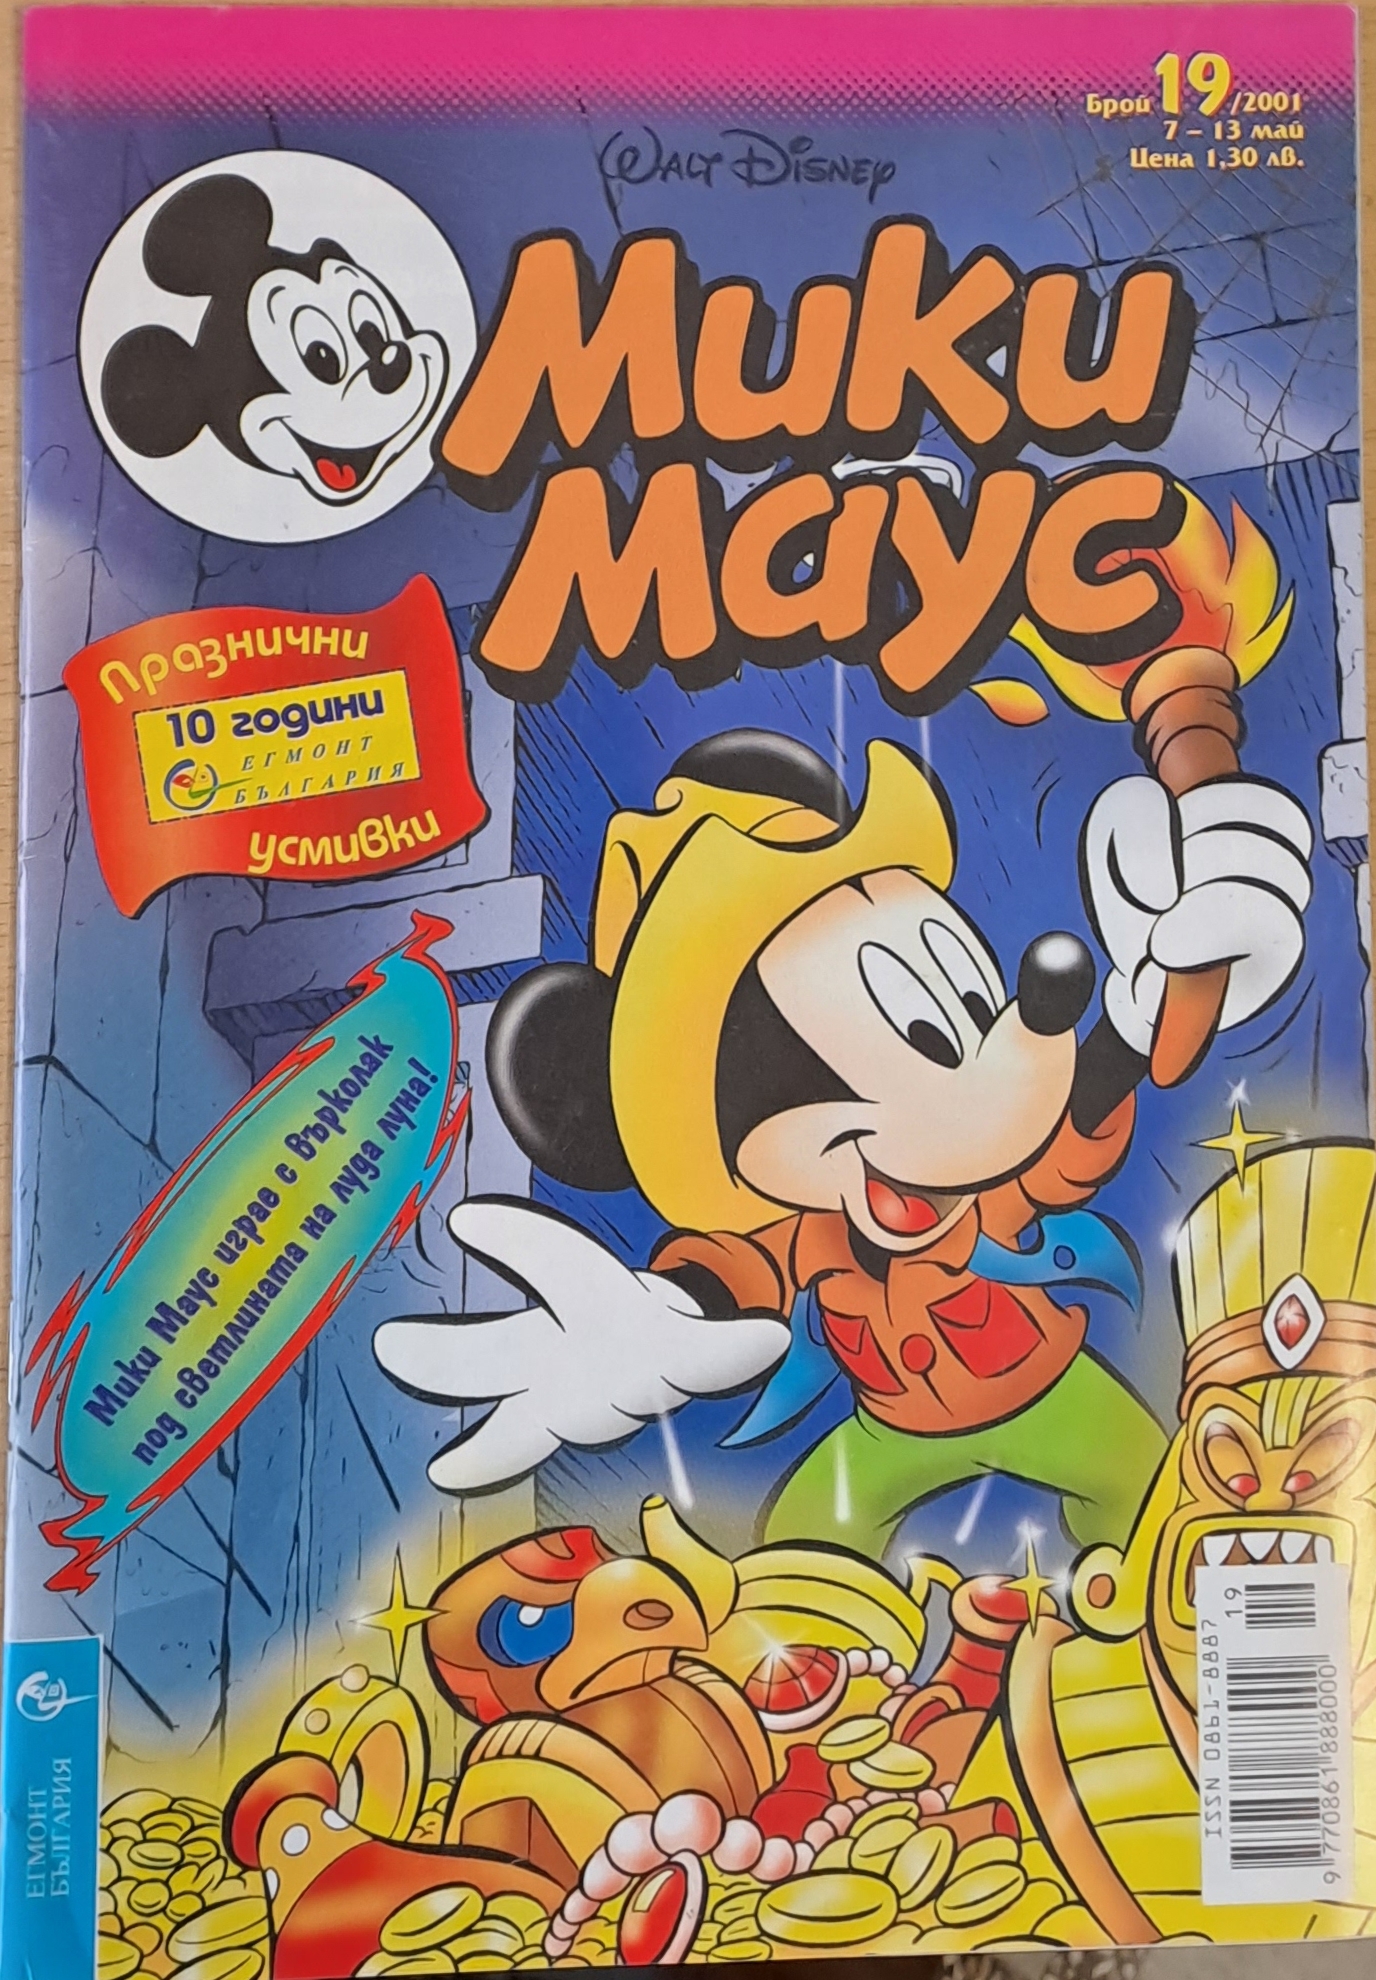 Брой 19/2001
7 – 13 май
Цена 1,30 лв.
Walt Disney
Мики
Маус
Празнични
10 години
ЕГМОНТ
БЪЛГАРИЯ
усмивки
Мики Маус играе с върколак
под светлината на луда луна!
ЕГМОНТ
БЪЛГАРИЯ
ISSN 0861-8887
19
9 770861 888000